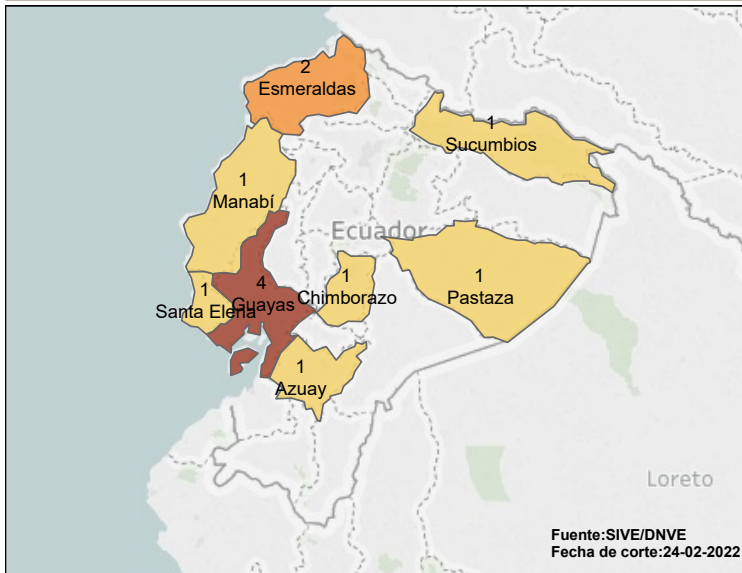 2
Esmeraldas
1
Sucumbios
1
Manabí
Ecuador
1
Santa Elena
4
Guayas
1
Chimborazo
1
Pastaza
1
Azuay
Loreto
Fuente:SIVE/DNVE
Fecha de corte:24-02-2022